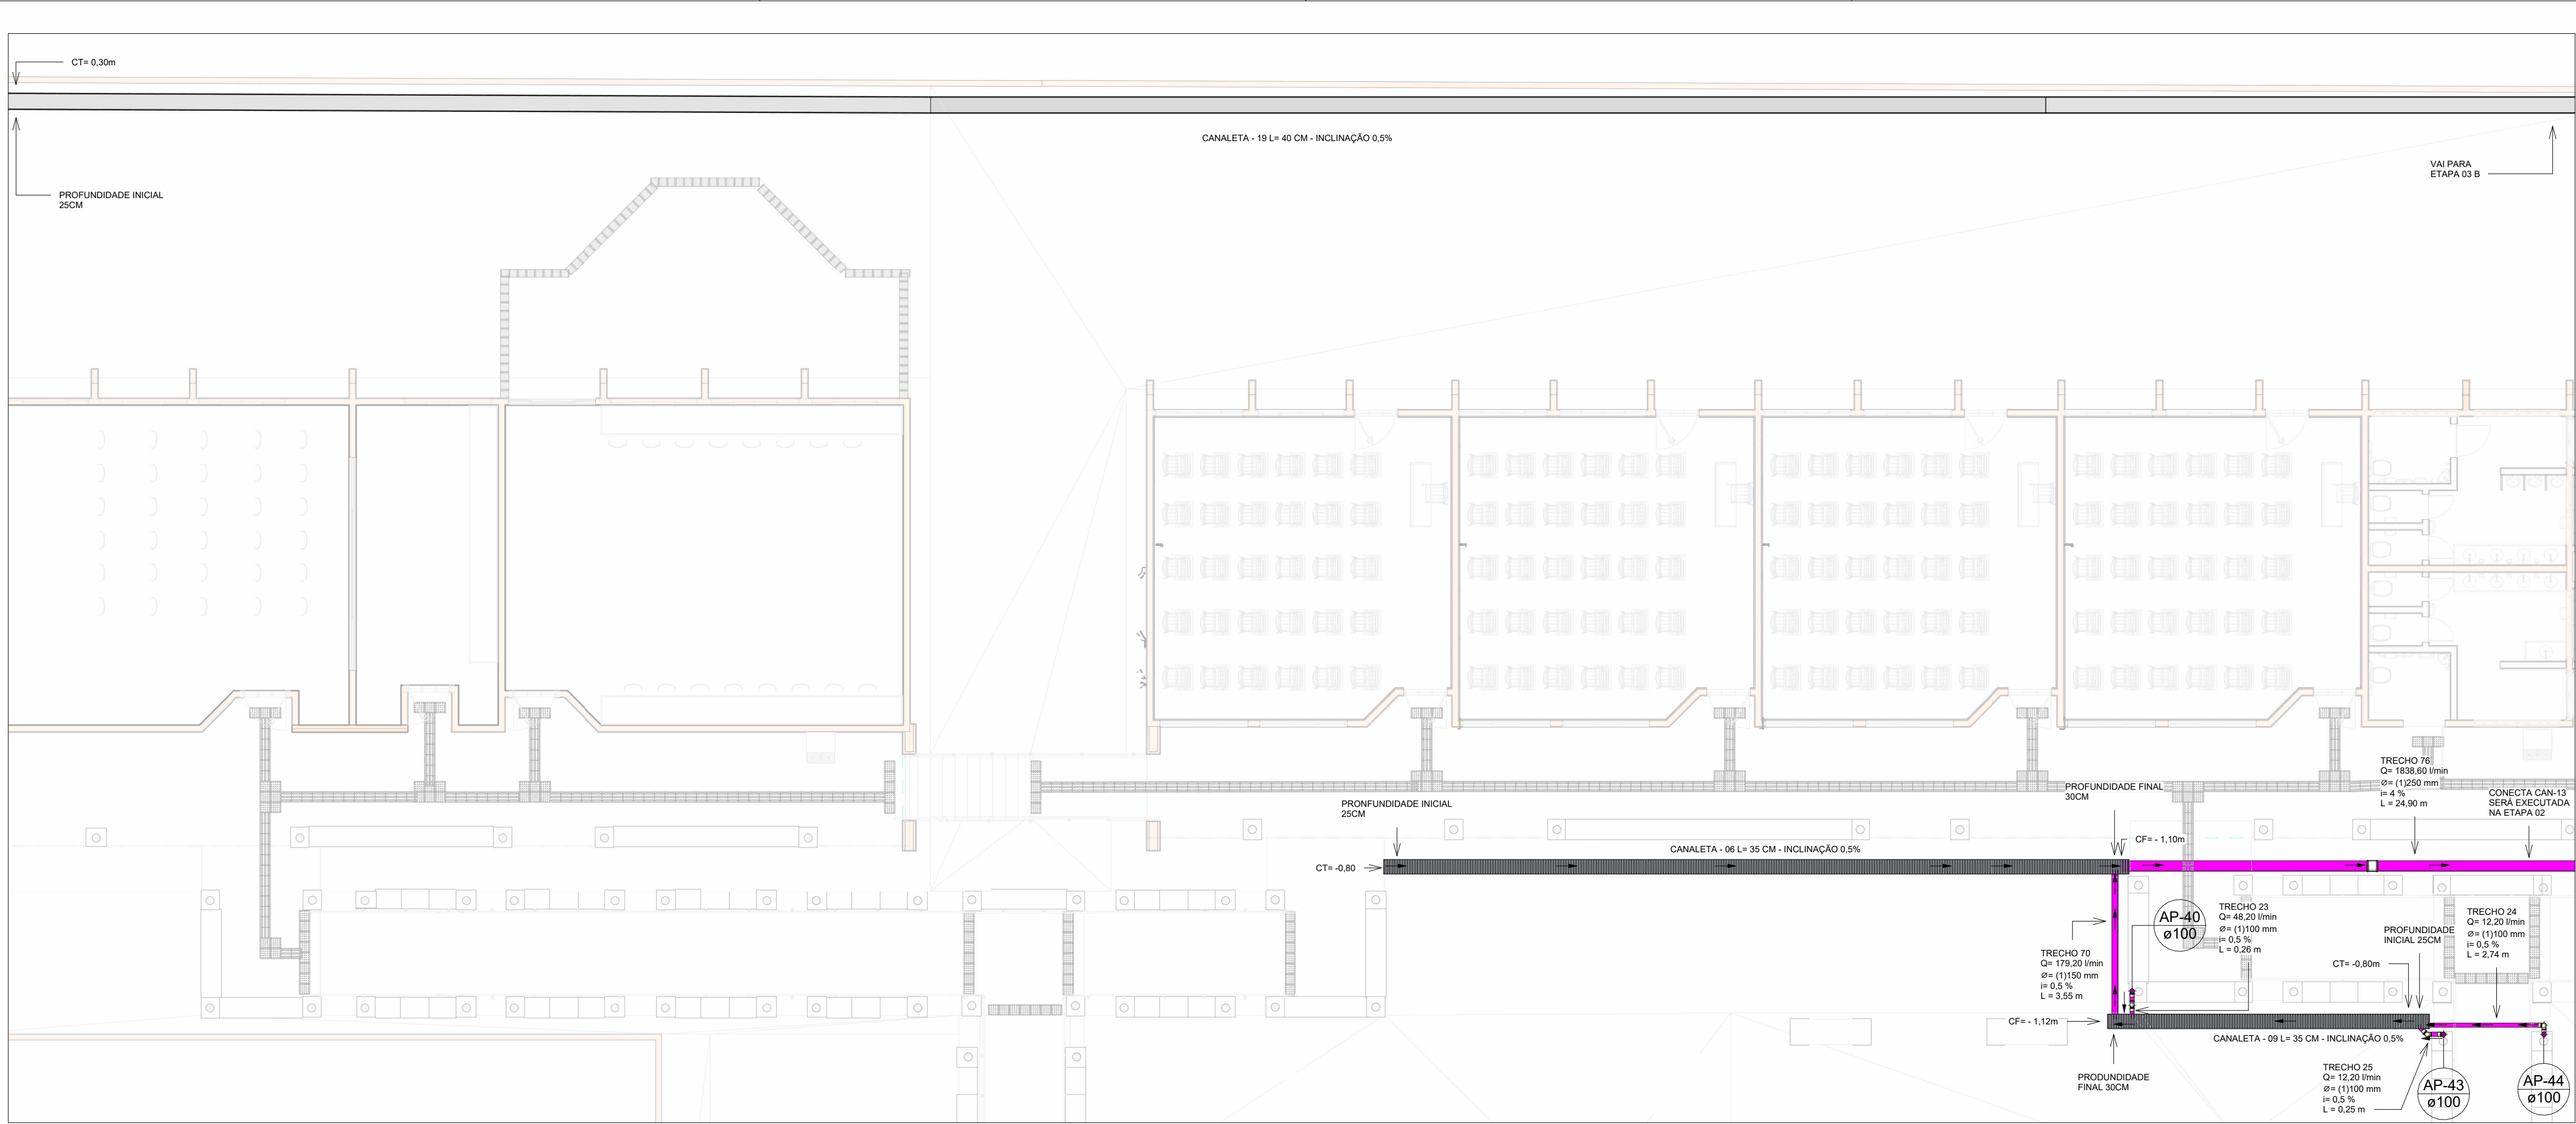 CT= 0,30m
CANALETA - 19 L= 40 CM - INCLINAÇÃO 0,5%
VAI PARA
ETAPA 03 B
PROFUNDIDADE INICIAL
25CM
TRECHO 76
Q= 1838,60 l/min
Ø= (1)250 mm
i= 4 %
L = 24,90 m
PROFUNDIDADE FINAL
30CM
CONECTA CAN-13
SERÁ EXECUTADA
NA ETAPA 02
PRONFUNDIDADE INICIAL
25CM
CF= - 1,10m
CANALETA - 06 L= 35 CM - INCLINAÇÃO 0,5%
CT= -0,80
AP-40
ø100
TRECHO 23
Q= 48,20 l/min
Ø= (1)100 mm
i= 0,5 %
L = 0,26 m
TRECHO 24
Q= 12,20 l/min
Ø= (1)100 mm
i= 0,5 %
L = 2,74 m
PROFUNDIDADE
INICIAL 25CM
TRECHO 70
Q= 179,20 l/min
Ø= (1)150 mm
i= 0,5 %
L = 3,55 m
CT= -0,80m
CF= - 1,12m
CANALETA - 09 L= 35 CM - INCLINAÇÃO 0,5%
PRODUNDIDADE
FINAL 30CM
TRECHO 25
Q= 12,20 l/min
Ø= (1)100 mm
i= 0,5 %
L = 0,25 m
AP-43
ø100
AP-44
ø100